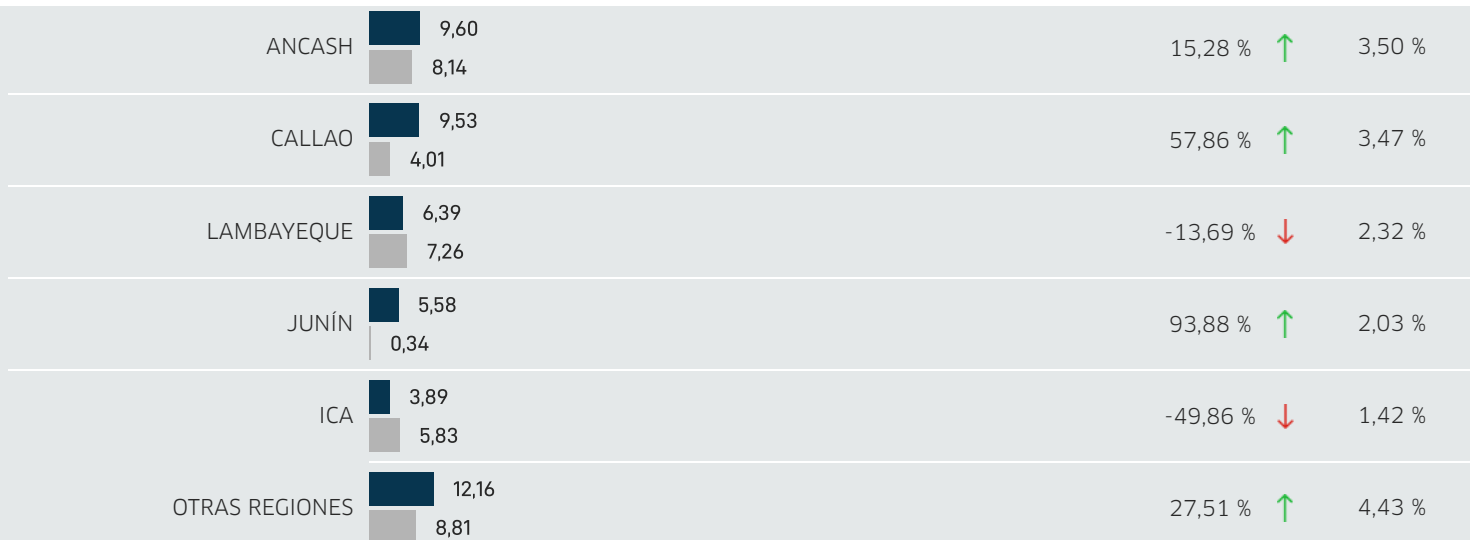 ANCASH 9,60 8,14 15,28 % ↑ 3,50 %
CALLAO 9,53 4,01 57,86 % ↑ 3,47 %
LAMBAYEQUE 6,39 7,26 -13,69 % ↓ 2,32 %
JUNÍN 5,58 0,34 93,88 % ↑ 2,03 %
ICA 3,89 5,83 -49,86 % ↓ 1,42 %
OTRAS REGIONES 12,16 8,81 27,51 % ↑ 4,43 %